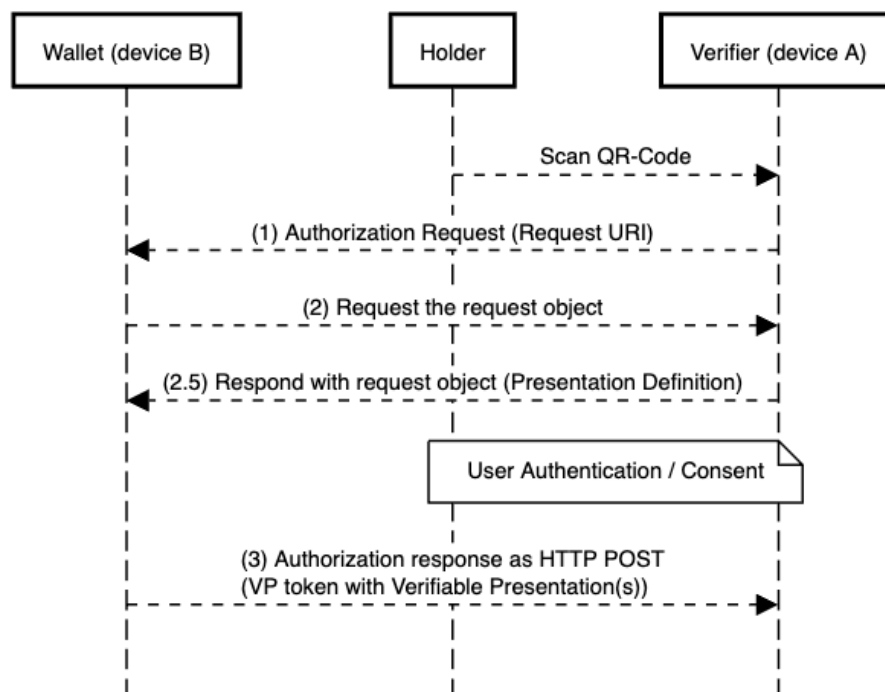 Wallet (device B)
Holder
Verifier (device A)
Scan QR-Code
(1) Authorization Request (Request URI)
(2) Request the request object
(2.5) Respond with request object (Presentation Definition)
User Authentication / Consent
(3) Authorization response as HTTP POST
(VP token with Verifiable Presentation(s))